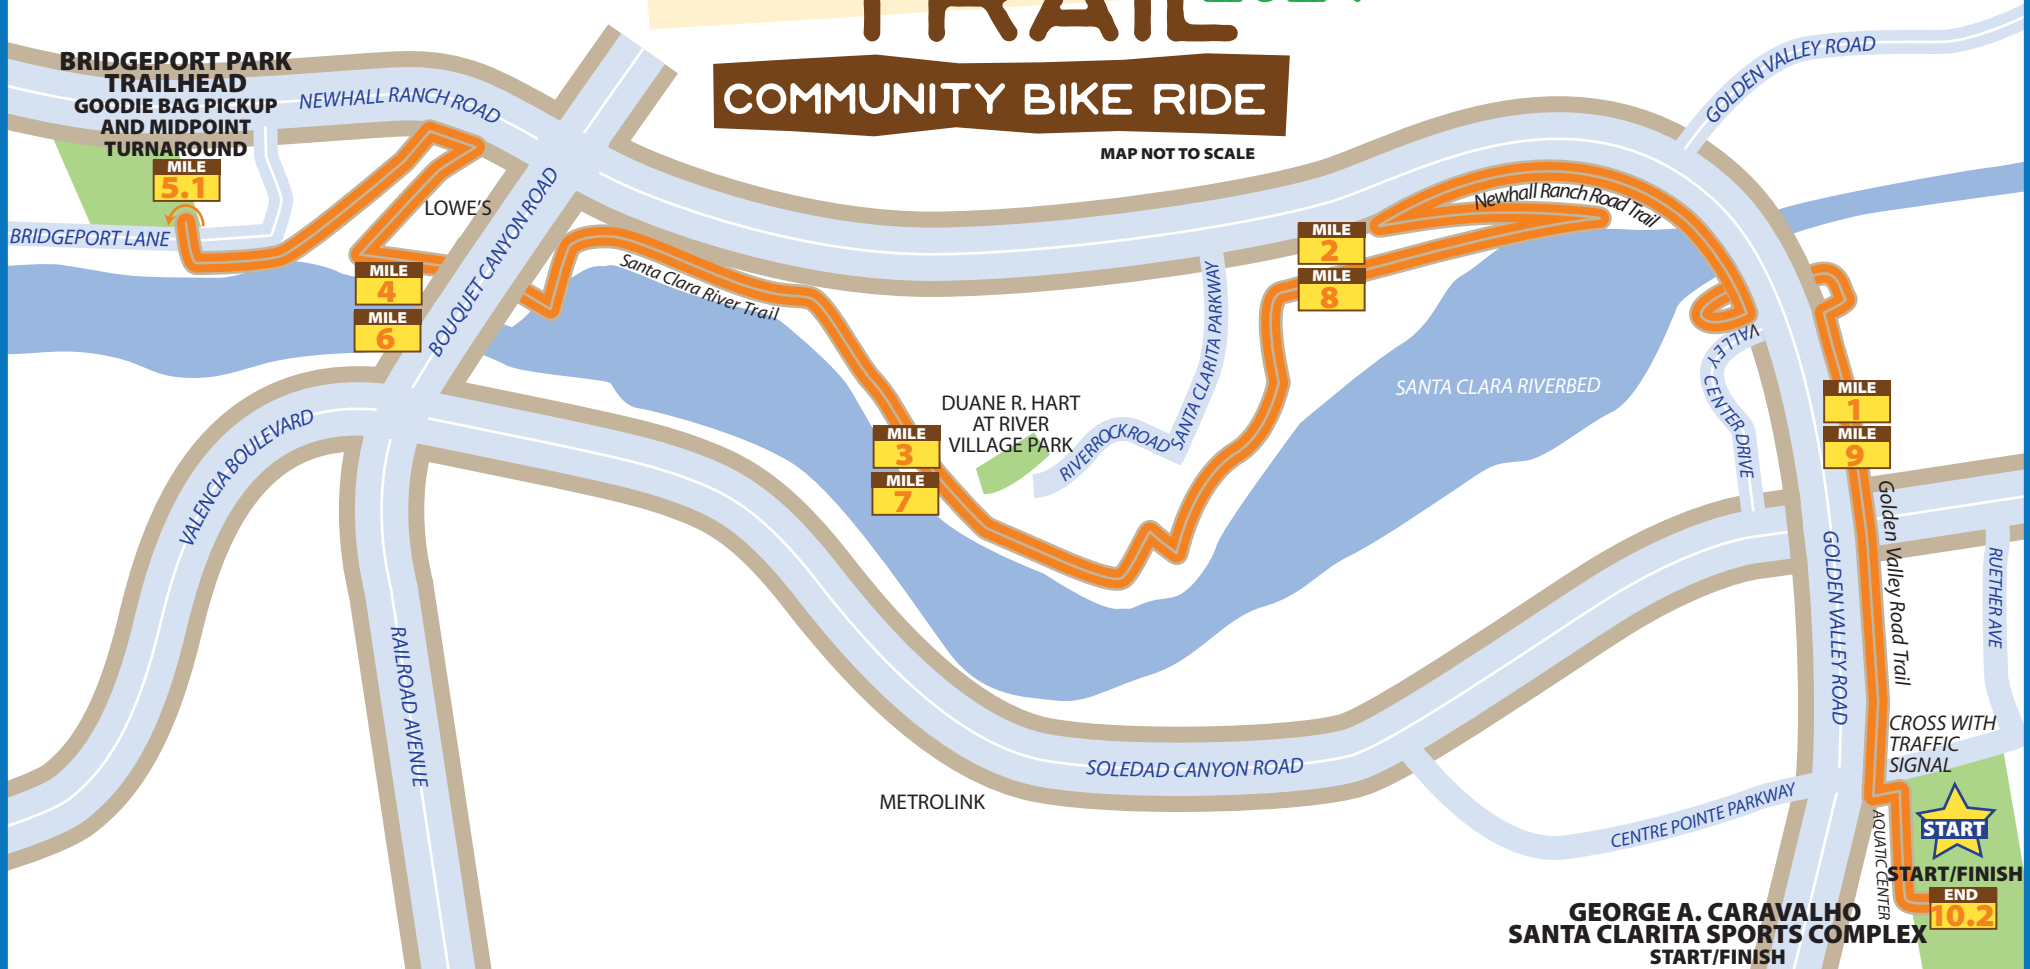 TRAIL
COMMUNITY BIKE RIDE
MAP NOT TO SCALE
BRIDGEPORT PARK
TRAILHEAD
GOODIE BAG PICKUP
AND MIDPOINT
TURNAROUND
MILE
5.1
BRIDGEPORT LANE
NEWHALL RANCH ROAD
LOWE'S
MILE
4
MILE
6
BOUQUET CANYON ROAD
Santa Clara River Trail
VALENCIA BOULEVARD
RAILROAD AVENUE
MILE
3
MILE
7
DUANE R. HART
AT RIVER
VILLAGE PARK
RIVERROCK ROAD
SANTA CLARITA PARKWAY
MILE
2
MILE
8
Newhall Ranch Road Trail
GOLDEN VALLEY ROAD
SANTA CLARA RIVERBED
VALLEY CENTER DRIVE
MILE
1
MILE
9
Golden Valley Road Trail
GOLDEN VALLEY ROAD
RUETHER AVE
CROSS WITH
TRAFFIC
SIGNAL
SOLEDAD CANYON ROAD
METROLINK
CENTRE POINTE PARKWAY
AQUATIC CENTER
START
START/FINISH
END
10.2
GEORGE A. CARAVALHO
SANTA CLARITA SPORTS COMPLEX
START/FINISH